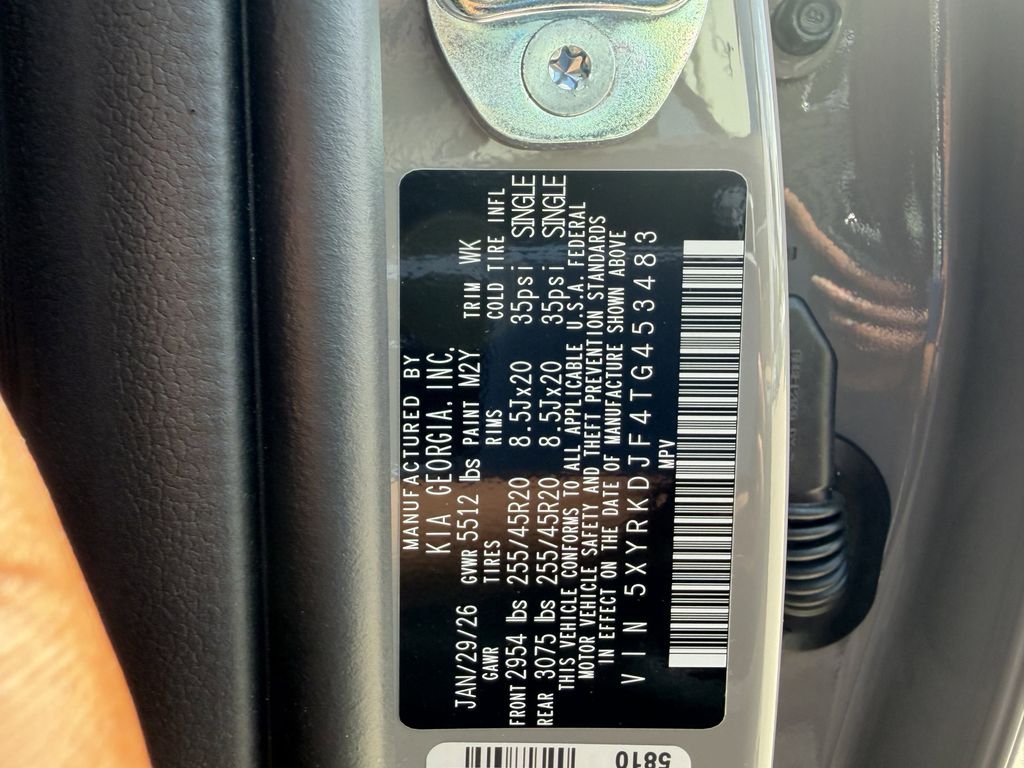 MANUFACTURED BY
KIA GEORGIA, INC.
JAN/29/26 GVWR 5512 lbs PAINT M2Y, TRIM WK
GAWR TIRES RIMS COLD TIRE INFL
FRONT 2954 lbs 255/45R20 8.5Jx20 35psi SINGLE
REAR 3075 lbs 255/45R20 8.5Jx20 35psi SINGLE
THIS VEHICLE CONFORMS TO ALL APPLICABLE U.S.A. FEDERAL
MOTOR VEHICLE SAFETY AND THEFT PREVENTION STANDARDS
IN EFFECT ON THE DATE OF MANUFACTURE SHOWN ABOVE
VIN 5XYRKDJF4TG453483
MPV
5810